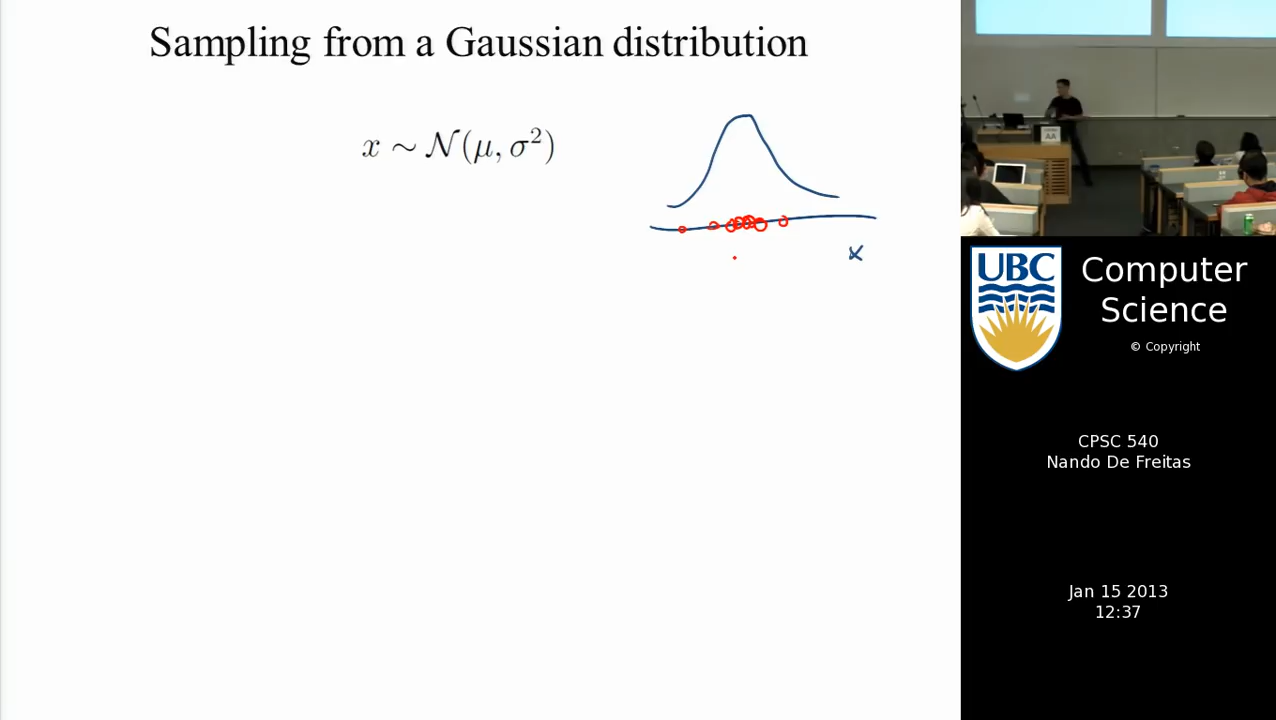 Sampling from a Gaussian distribution
x ∼ 𝒩(μ, σ²)
x
AA
UBC
Computer
Science
© Copyright
CPSC 540
Nando De Freitas
Jan 15 2013
12:37